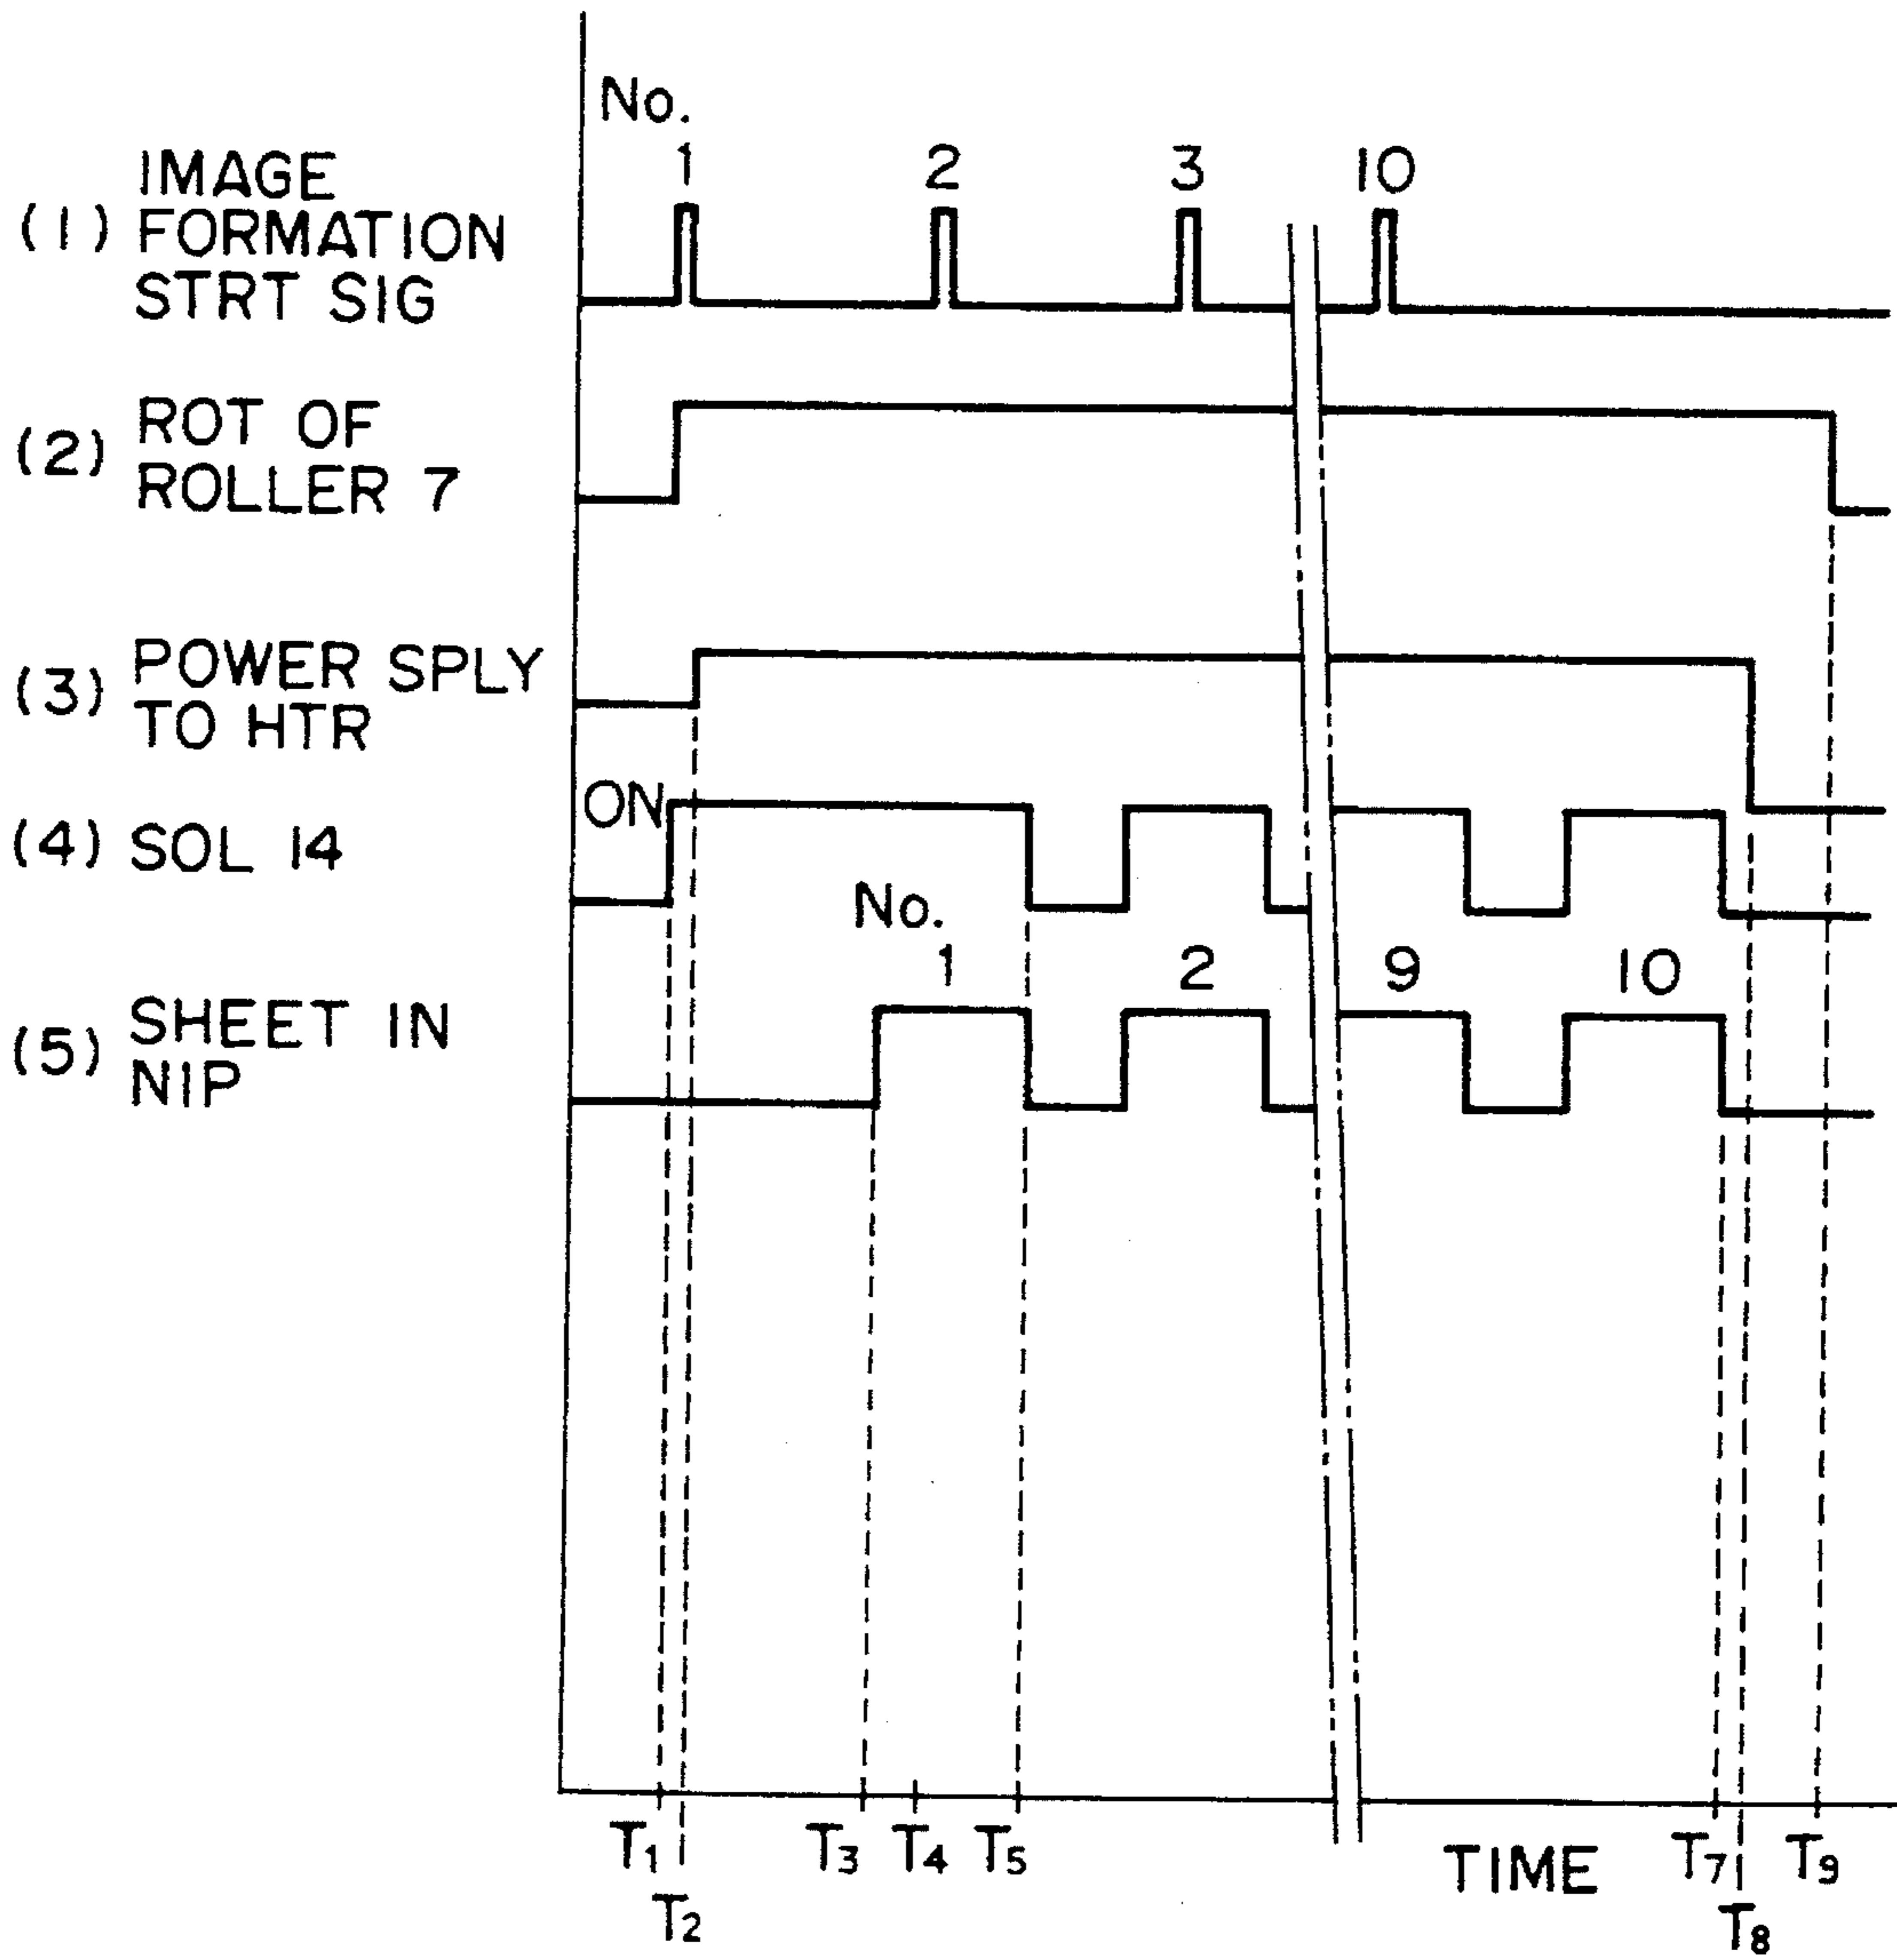 No.
1 2 3 10
(1) IMAGE
FORMATION
STRT SIG
(2) ROT OF
ROLLER 7
(3) POWER SPLY
TO HTR
ON
(4) SOL 14
No.
1 2 9 10
(5) SHEET IN
NIP
T1 T3 T4 T5 TIME T7 T9
T2 T8